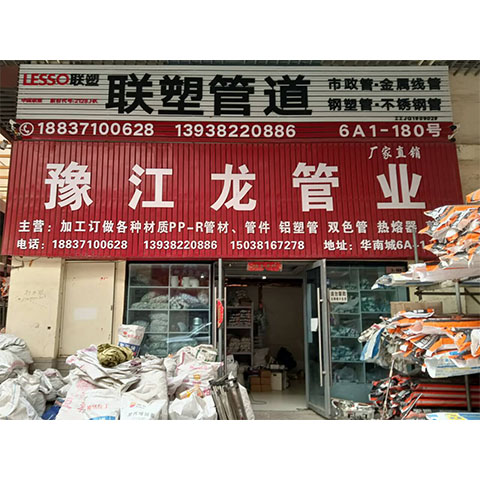 LESSO联塑
联塑管道
市政管·金属线管
钢塑管·不锈钢管
18837100628 13938220886 6A1-180号
厂家直销
豫江龙管业
主营：加工订做各种材质PP-R管材、管件 铝塑管 双色管 热熔器
电话：18837100628 13938220886 15038167278 地址：华南城6A-1